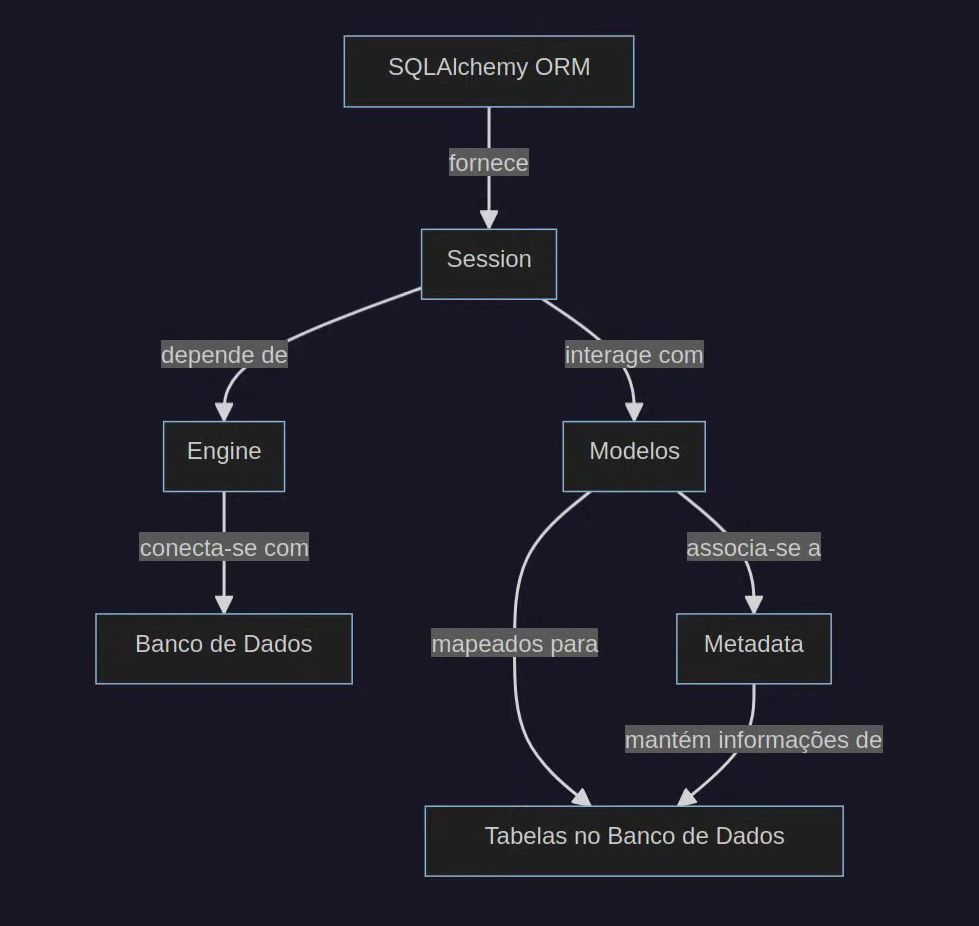 SQLAlchemy ORM
fornece
Session
depende de
interage com
Engine
Modelos
conecta-se com
associa-se a
Banco de Dados
mapeados para
Metadata
mantém informações de
Tabelas no Banco de Dados